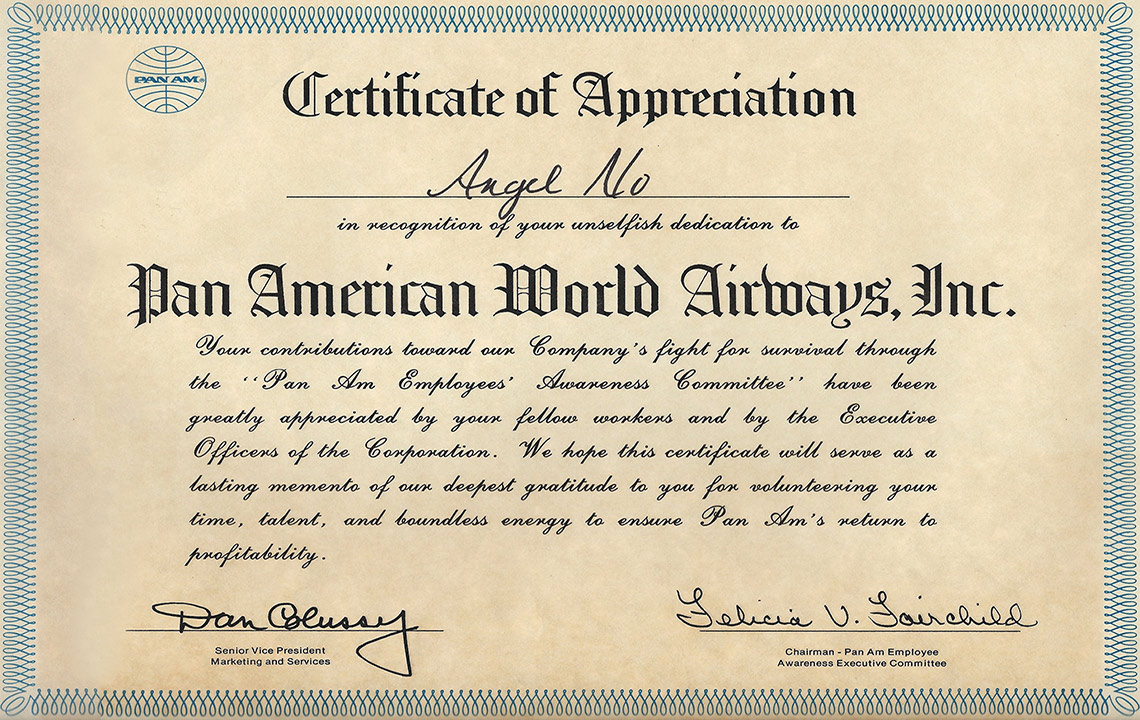 PAN AM®
Certificate of Appreciation
Angel No
in recognition of your unselfish dedication to
Pan American World Airways, Inc.
Your contributions toward our Company's fight for survival through
the "Pan Am Employees' Awareness Committee" have been
greatly appreciated by your fellow workers and by the Executive
Officers of the Corporation. We hope this certificate will serve as a
lasting memento of our deepest gratitude to you for volunteering your
time, talent, and boundless energy to ensure Pan Am's return to
profitability.
Dan Colussy
Senior Vice President
Marketing and Services
Felicia V. Fairchild
Chairman - Pan Am Employee
Awareness Executive Committee